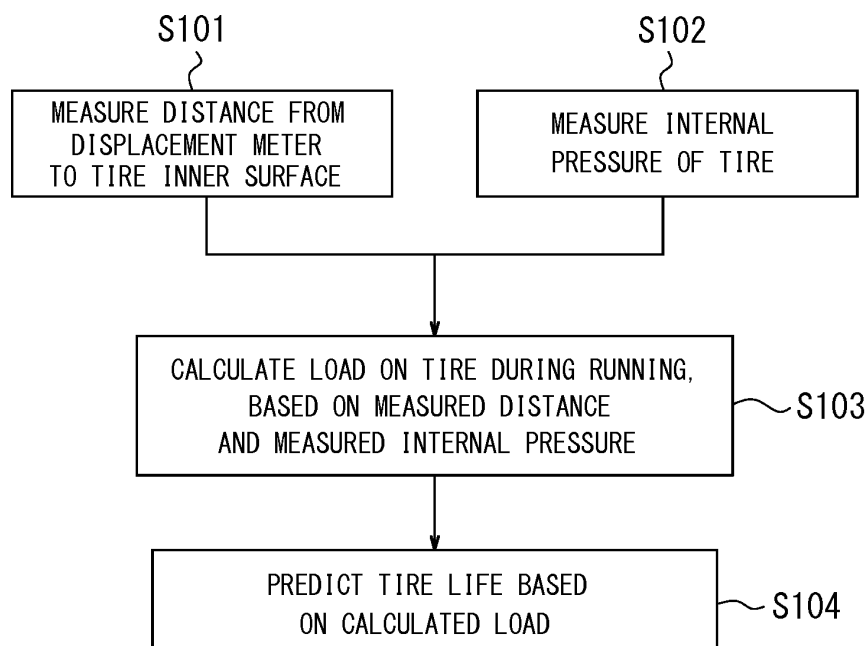 S101
S102
MEASURE DISTANCE FROM
DISPLACEMENT METER
TO TIRE INNER SURFACE
MEASURE INTERNAL
PRESSURE OF TIRE
CALCULATE LOAD ON TIRE DURING RUNNING,
BASED ON MEASURED DISTANCE
AND MEASURED INTERNAL PRESSURE
S103
PREDICT TIRE LIFE BASED
ON CALCULATED LOAD
S104